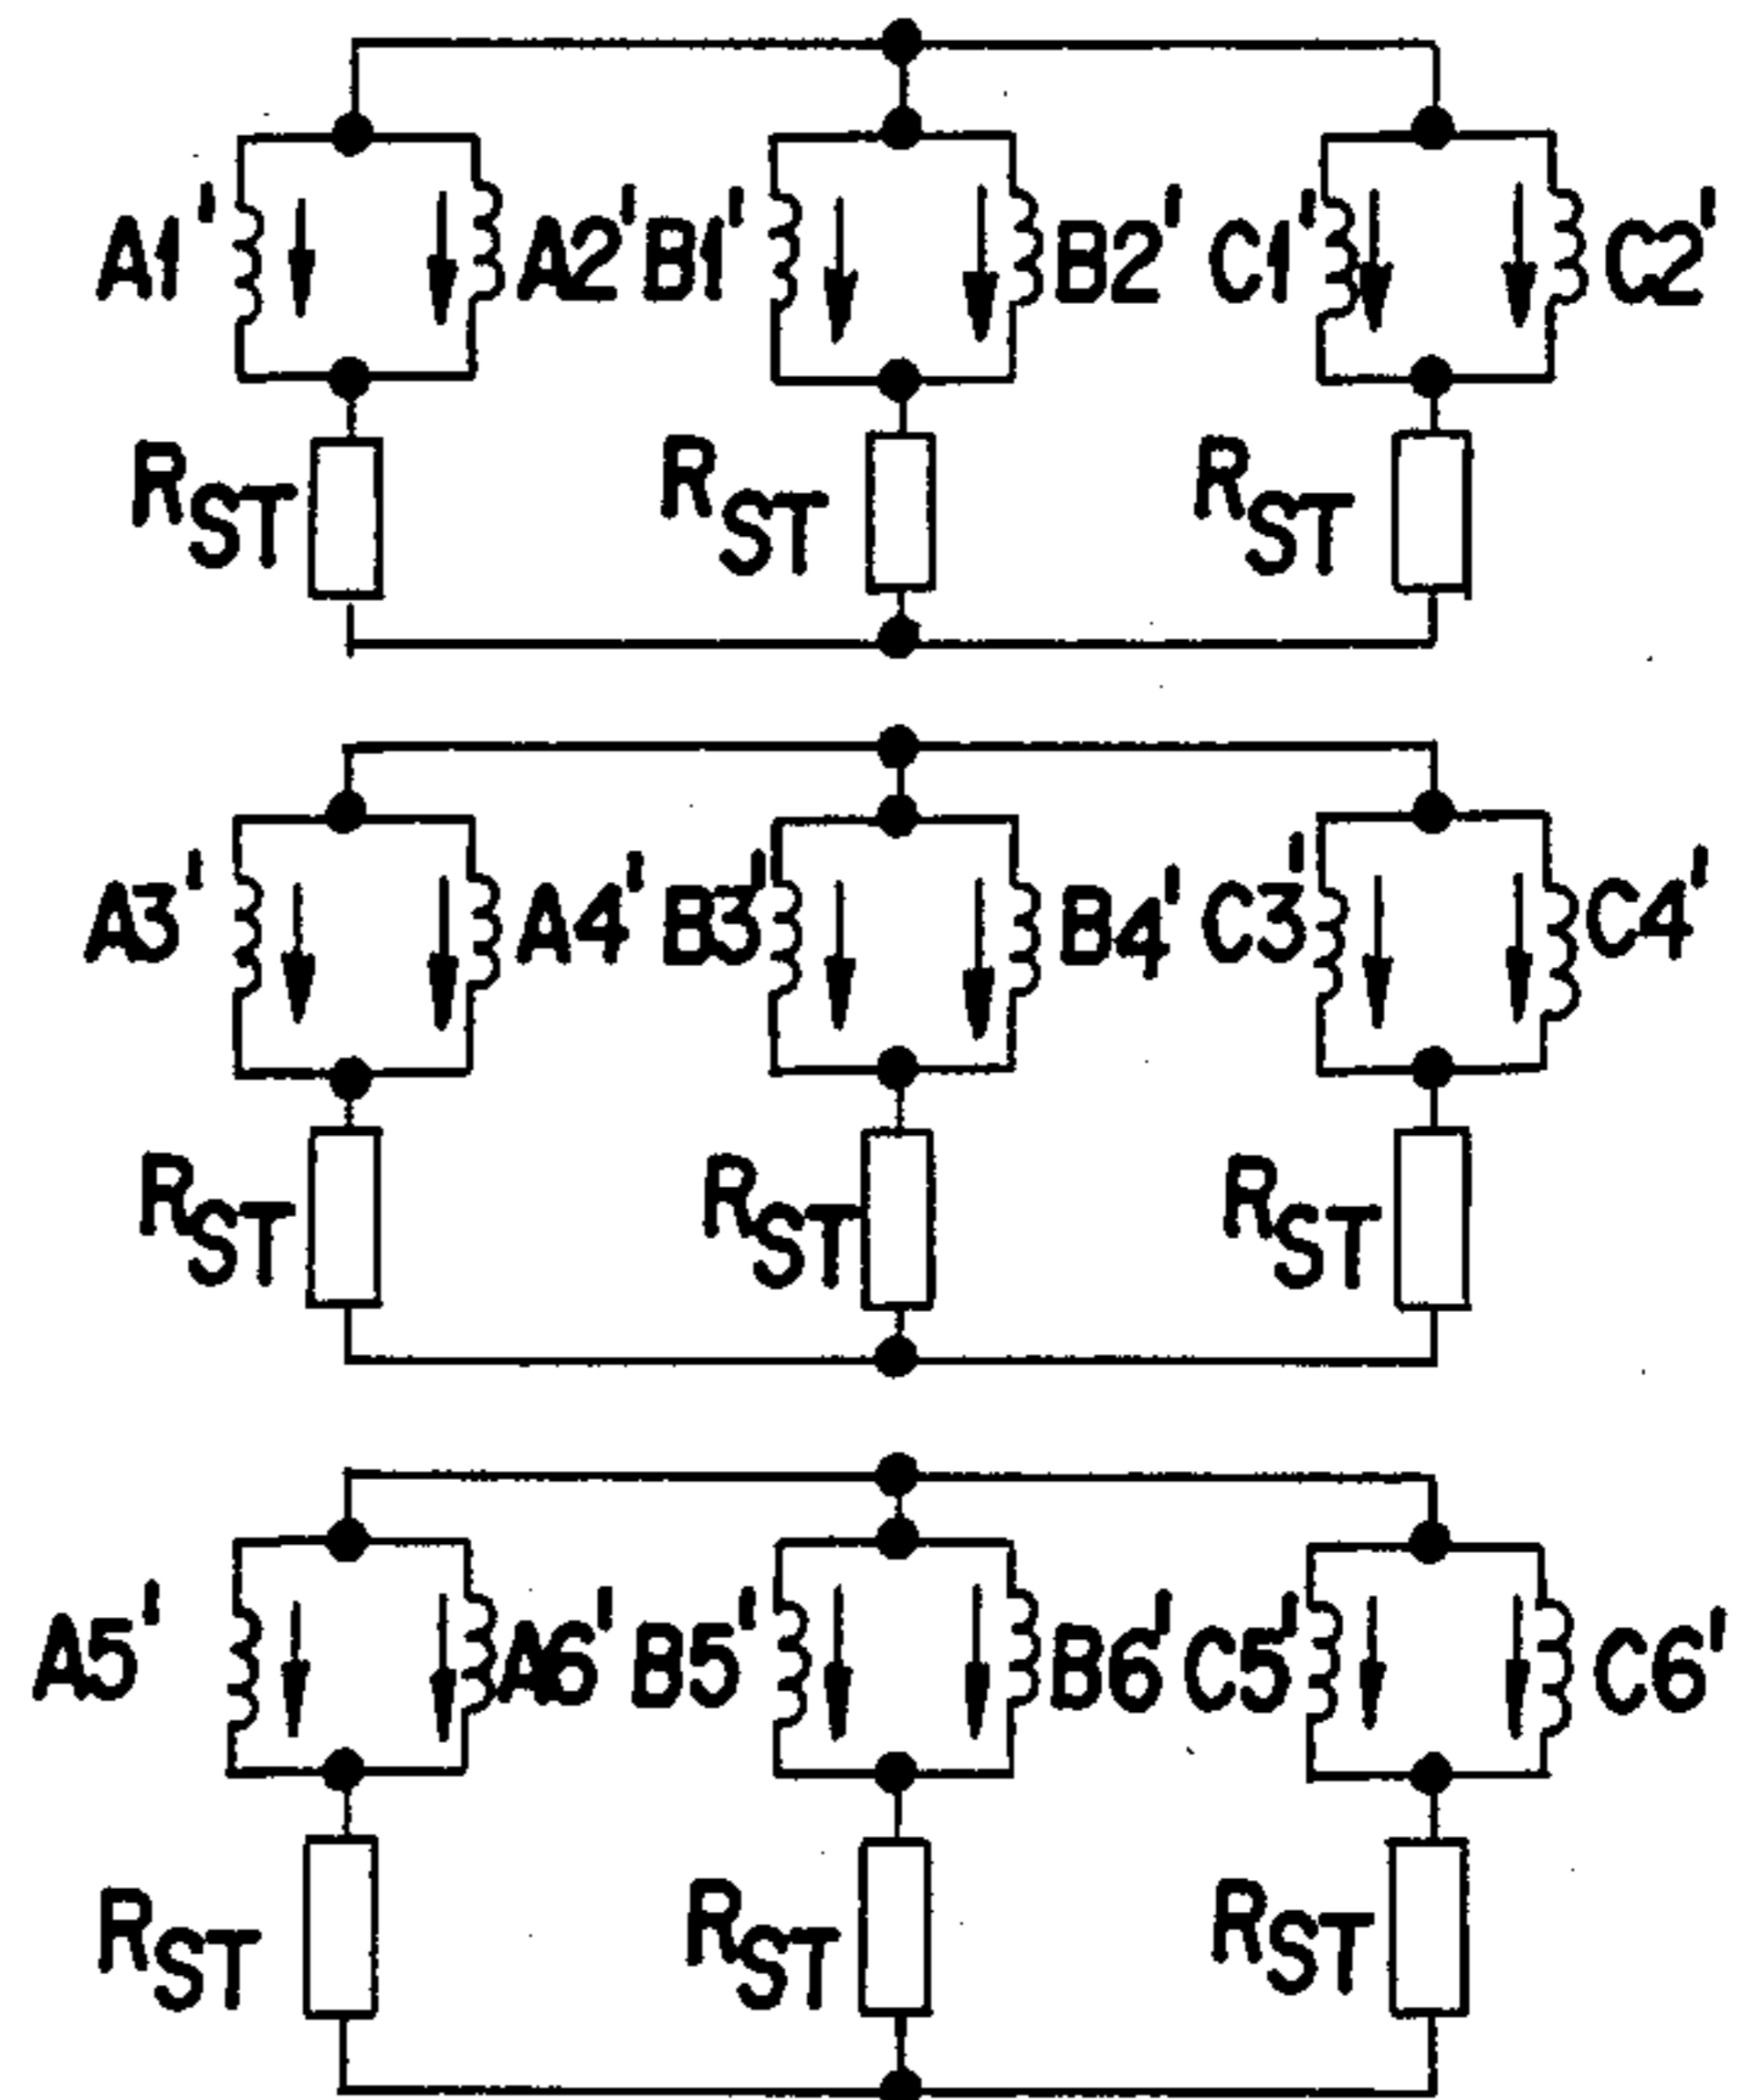 A1' A2' B1' B2' C1' C2'
RST RST RST
A3' A4' B3' B4' C3' C4'
RST RST RST
A5' A6' B5' B6' C5' C6'
RST RST RST